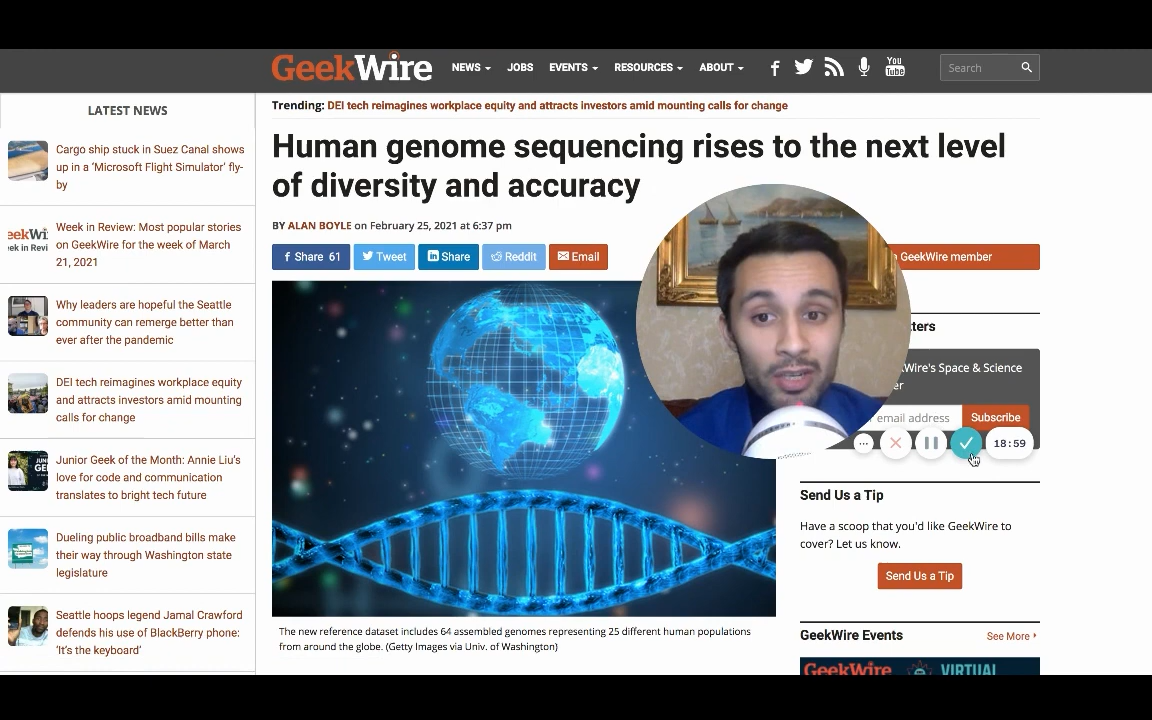 GeekWire
NEWS
JOBS
EVENTS
RESOURCES
ABOUT
You
Tube
Search
LATEST NEWS
Cargo ship stuck in Suez Canal shows
up in a ‘Microsoft Flight Simulator’ fly-
by
Week in Review: Most popular stories
on GeekWire for the week of March
21, 2021
Why leaders are hopeful the Seattle
community can remerge better than
ever after the pandemic
DEI tech reimagines workplace equity
and attracts investors amid mounting
calls for change
Junior Geek of the Month: Annie Liu’s
love for code and communication
translates to bright tech future
Dueling public broadband bills make
their way through Washington state
legislature
Seattle hoops legend Jamal Crawford
defends his use of BlackBerry phone:
‘It’s the keyboard’
Trending: DEI tech reimagines workplace equity and attracts investors amid mounting calls for change
Human genome sequencing rises to the next level
of diversity and accuracy
BY ALAN BOYLE on February 25, 2021 at 6:37 pm
Share 61
Tweet
Share
Reddit
Email
GeekWire member
The new reference dataset includes 64 assembled genomes representing 25 different human populations
from around the globe. (Getty Images via Univ. of Washington)
tters
kWire's Space & Science
er
email address
Subscribe
18:59
Send Us a Tip
Have a scoop that you'd like GeekWire to
cover? Let us know.
Send Us a Tip
GeekWire Events
See More
GeekWire
VIRTUAL